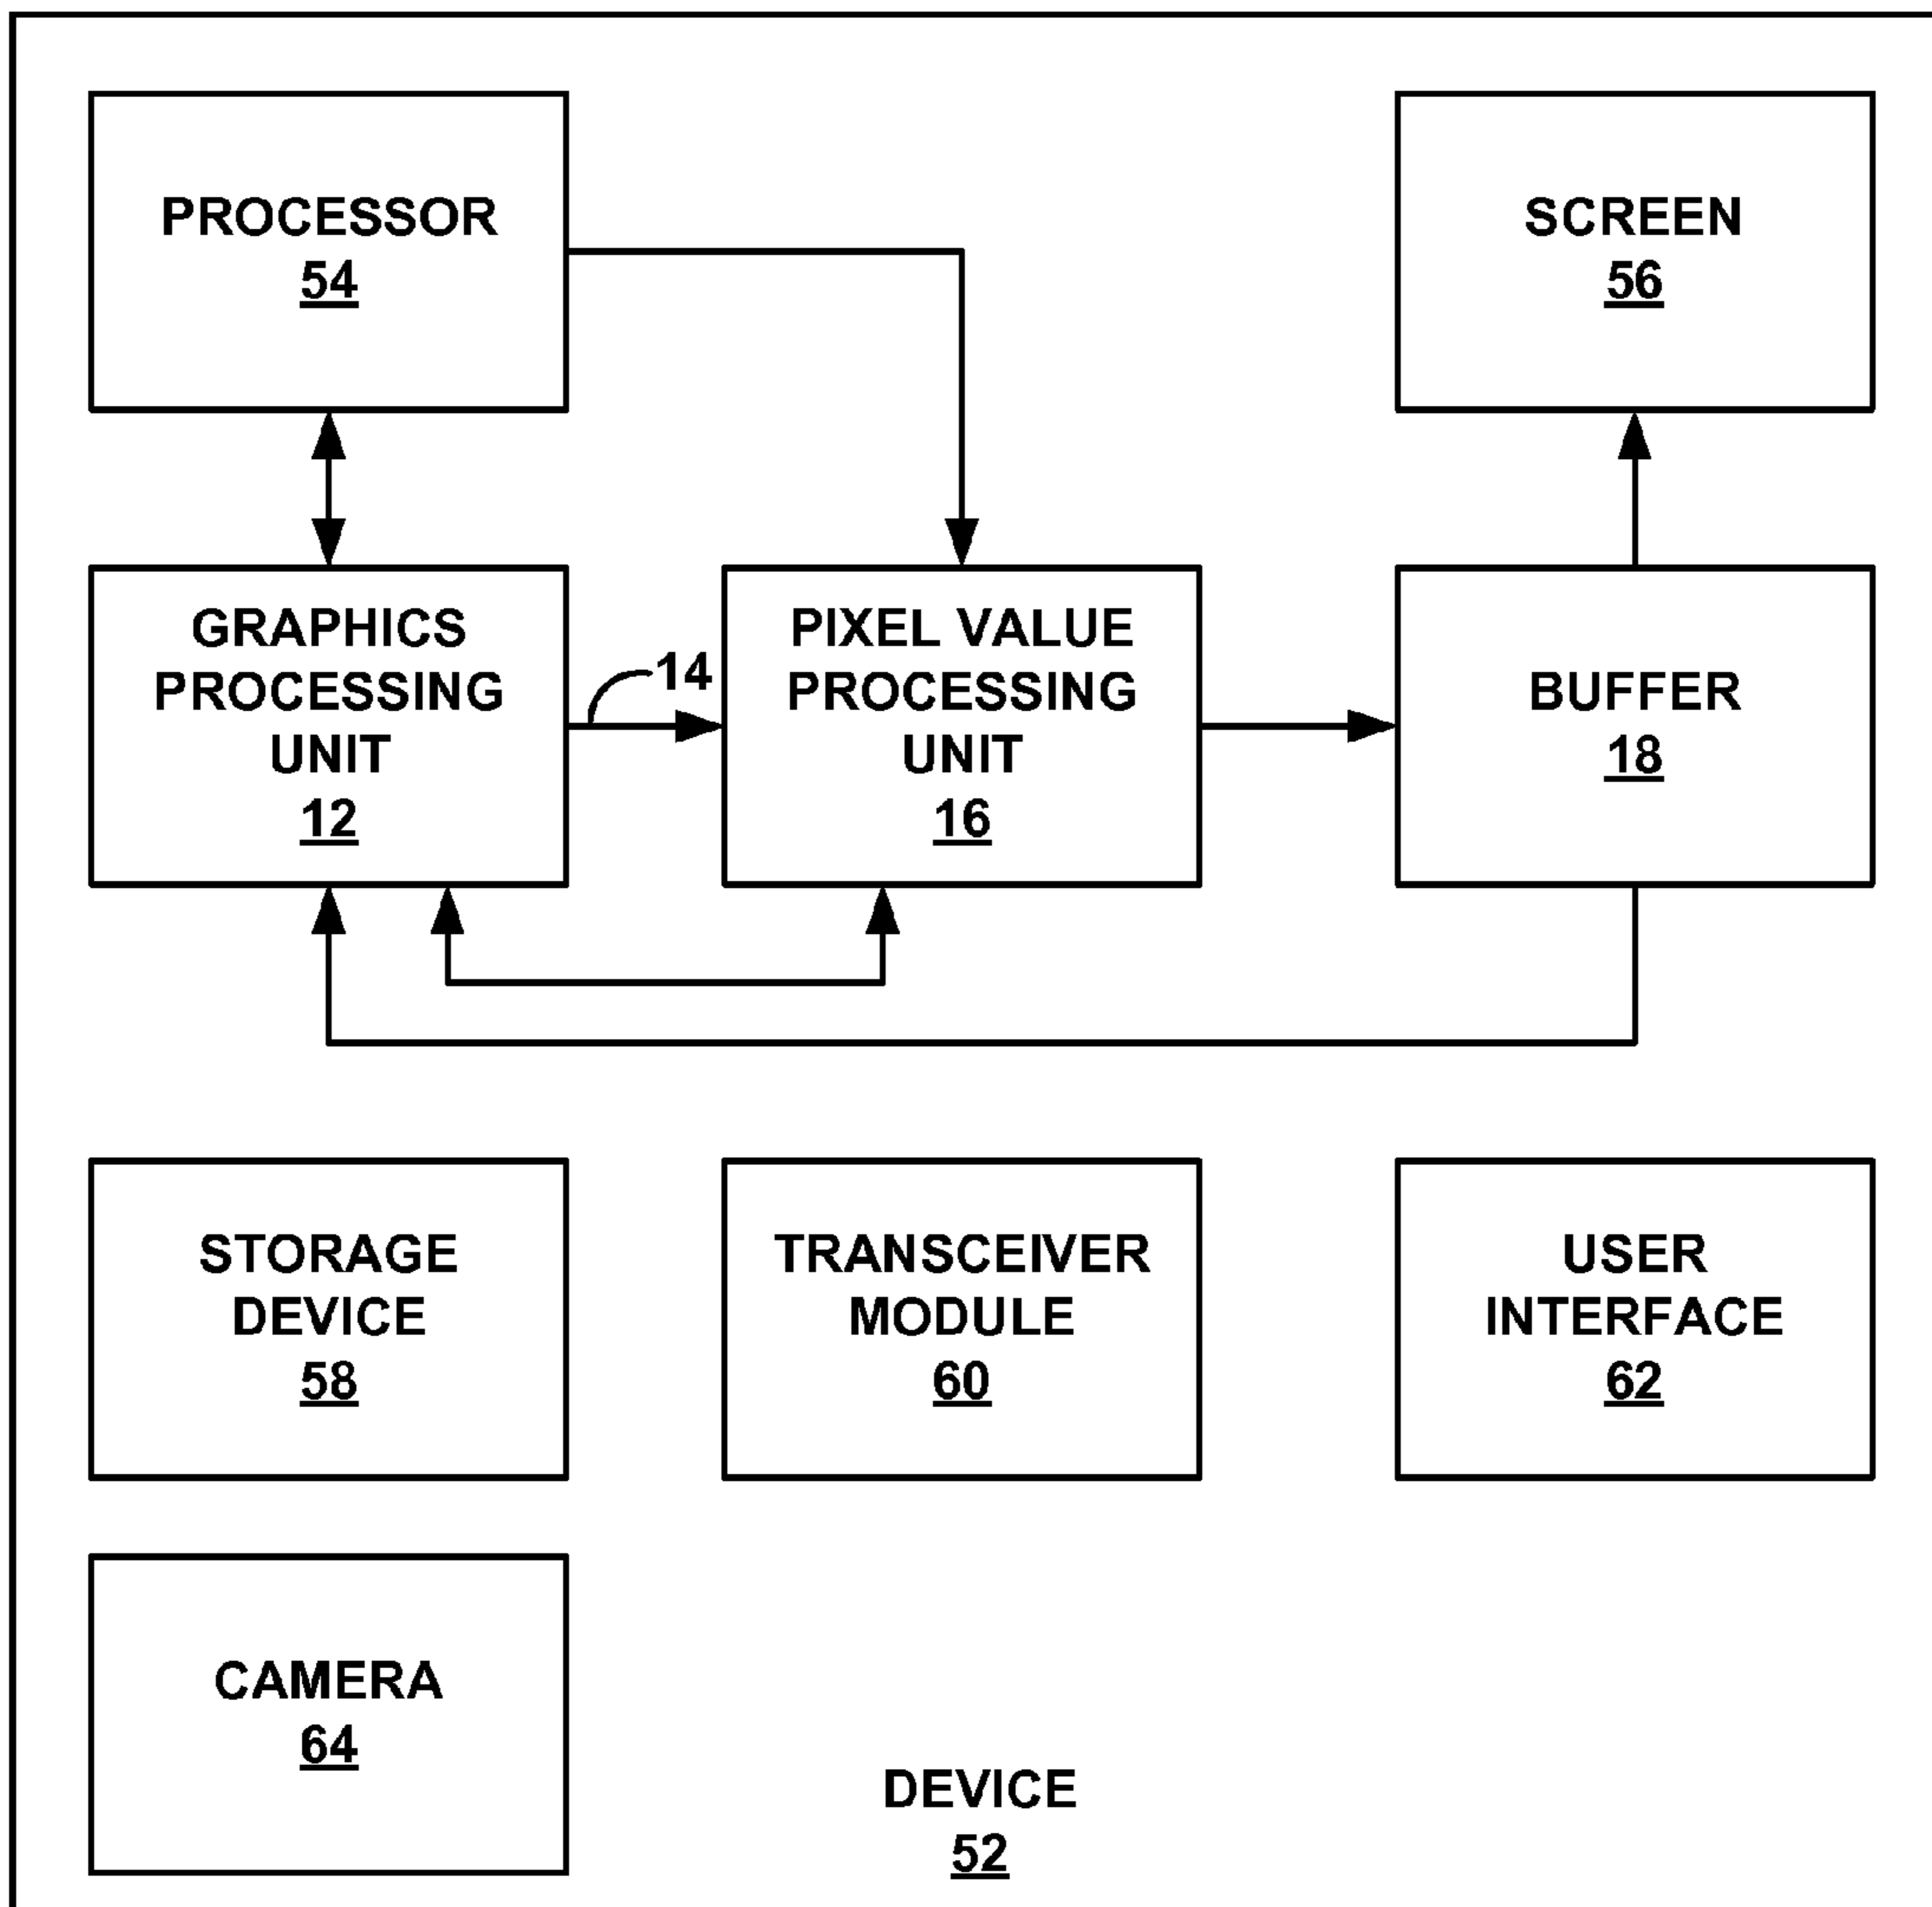 PROCESSOR
54
SCREEN
56
GRAPHICS
PROCESSING
UNIT
12
14
PIXEL VALUE
PROCESSING
UNIT
16
BUFFER
18
STORAGE
DEVICE
58
TRANSCEIVER
MODULE
60
USER
INTERFACE
62
CAMERA
64
DEVICE
52